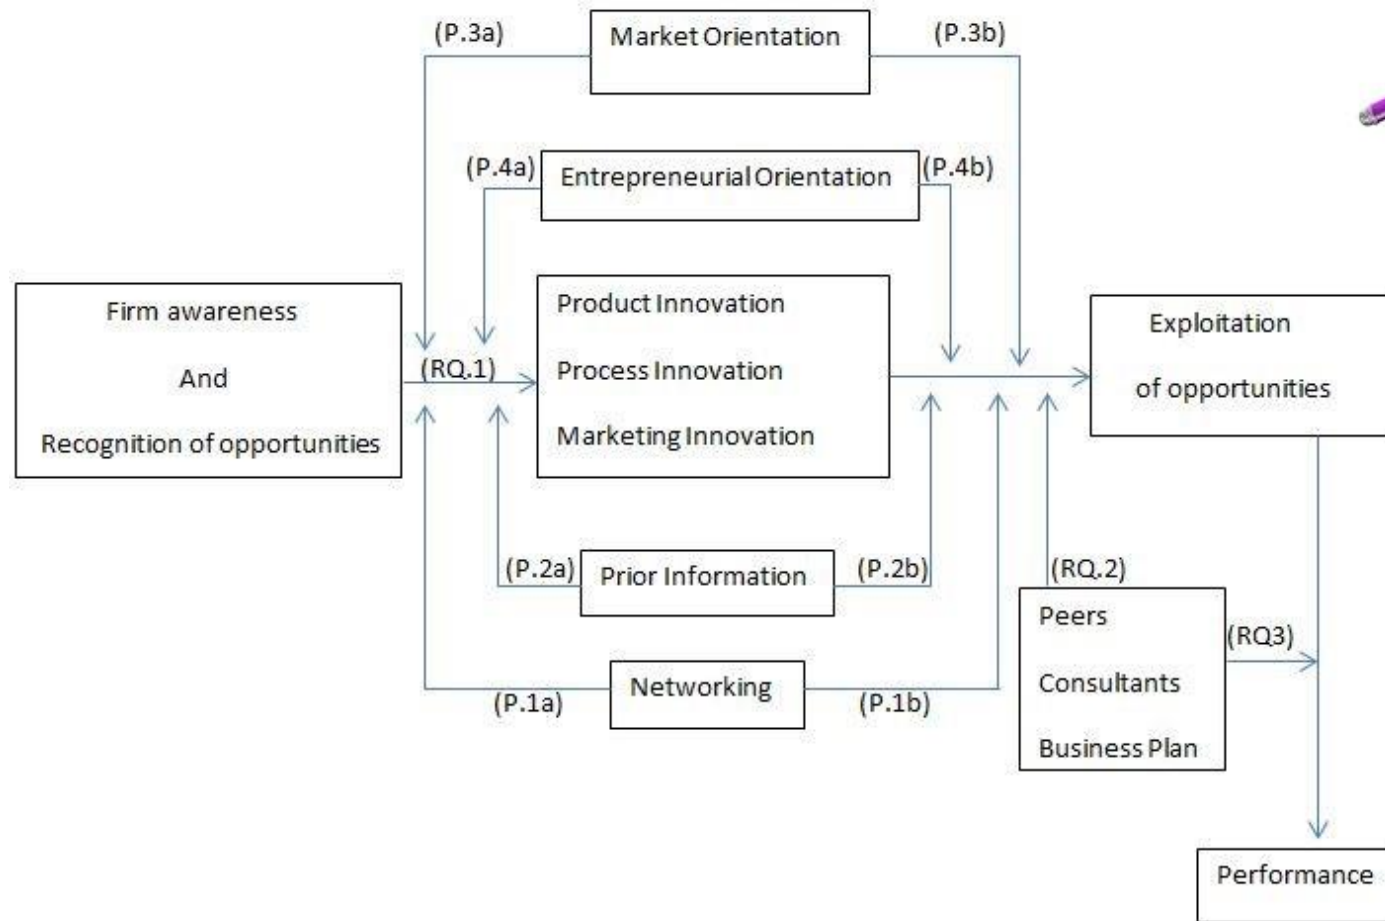 (P.3a)
Market Orientation
(P.3b)
(P.4a)
Entrepreneurial Orientation
(P.4b)
Firm awareness
And
Recognition of opportunities
(RQ.1)
Product Innovation
Process Innovation
Marketing Innovation
Exploitation
of opportunities
(P.2a)
Prior Information
(P.2b)
(P.1a)
Networking
(P.1b)
(RQ.2)
Peers
Consultants
Business Plan
(RQ3)
Performance